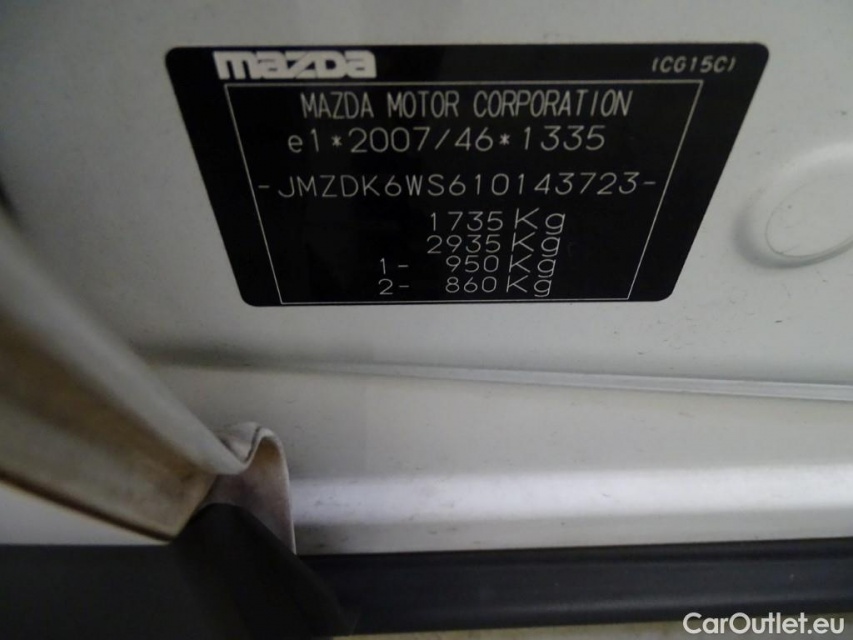 mazda (CG15C)
MAZDA MOTOR CORPORATION
e1*2007/46*1335
-JMZDK6WS610143723-
1735 Kg
2935 Kg
1- 950 Kg
2- 860 Kg
CarOutlet.eu